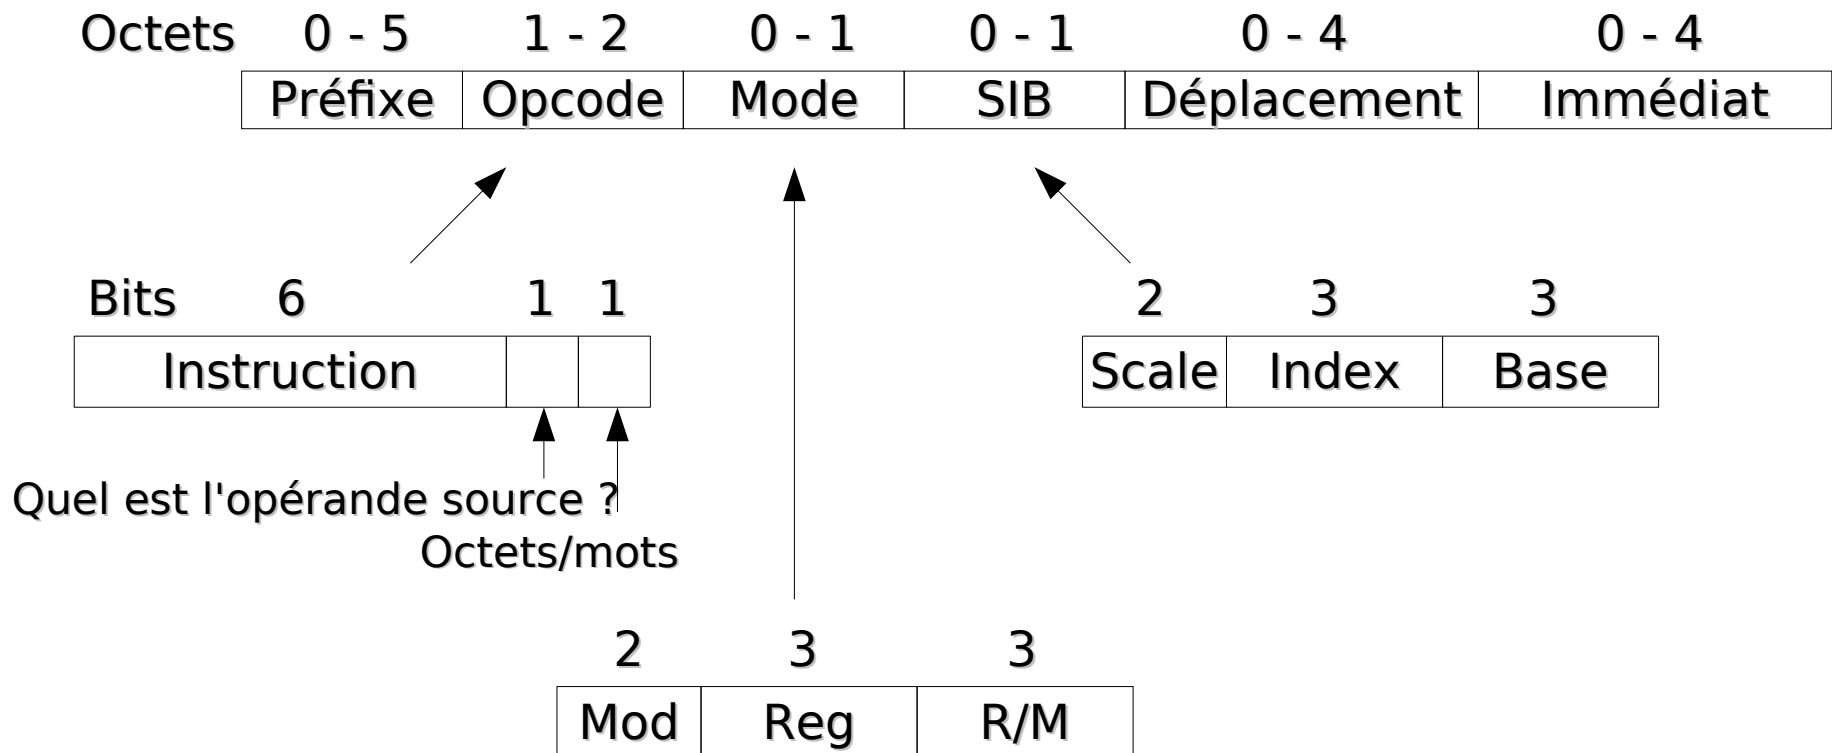 Octets 0 - 5 1 - 2 0 - 1 0 - 1 0 - 4 0 - 4
Préfixe Opcode Mode SIB Déplacement Immédiat
Bits 6 1 1 2 3 3
Instruction Scale Index Base
Quel est l'opérande source ?
Octets/mots
2 3 3
Mod Reg R/M